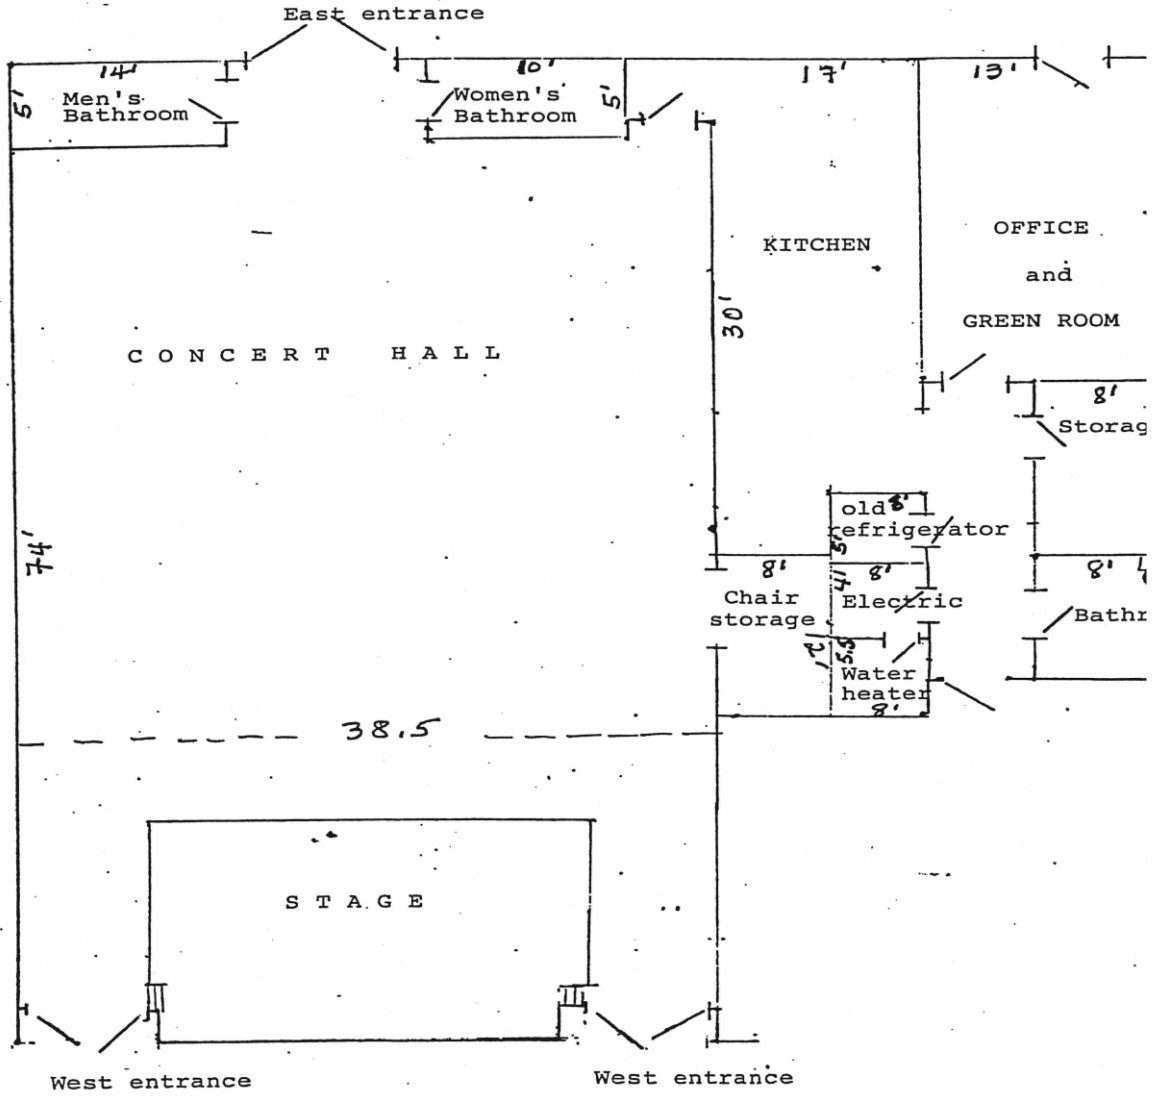 East entrance
14'
10'
17'
13'
5'
Men's
Bathroom
Women's
Bathroom
5'
KITCHEN
OFFICE
and
GREEN ROOM
30'
CONCERT HALL
8'
Storag
74'
old 8'
refrigerator
5'
8'
8'
8'
4'
Chair
storage
Electric
Bathr
12
5.5
Water
heater
8'
38.5
STAGE
West entrance
West entrance